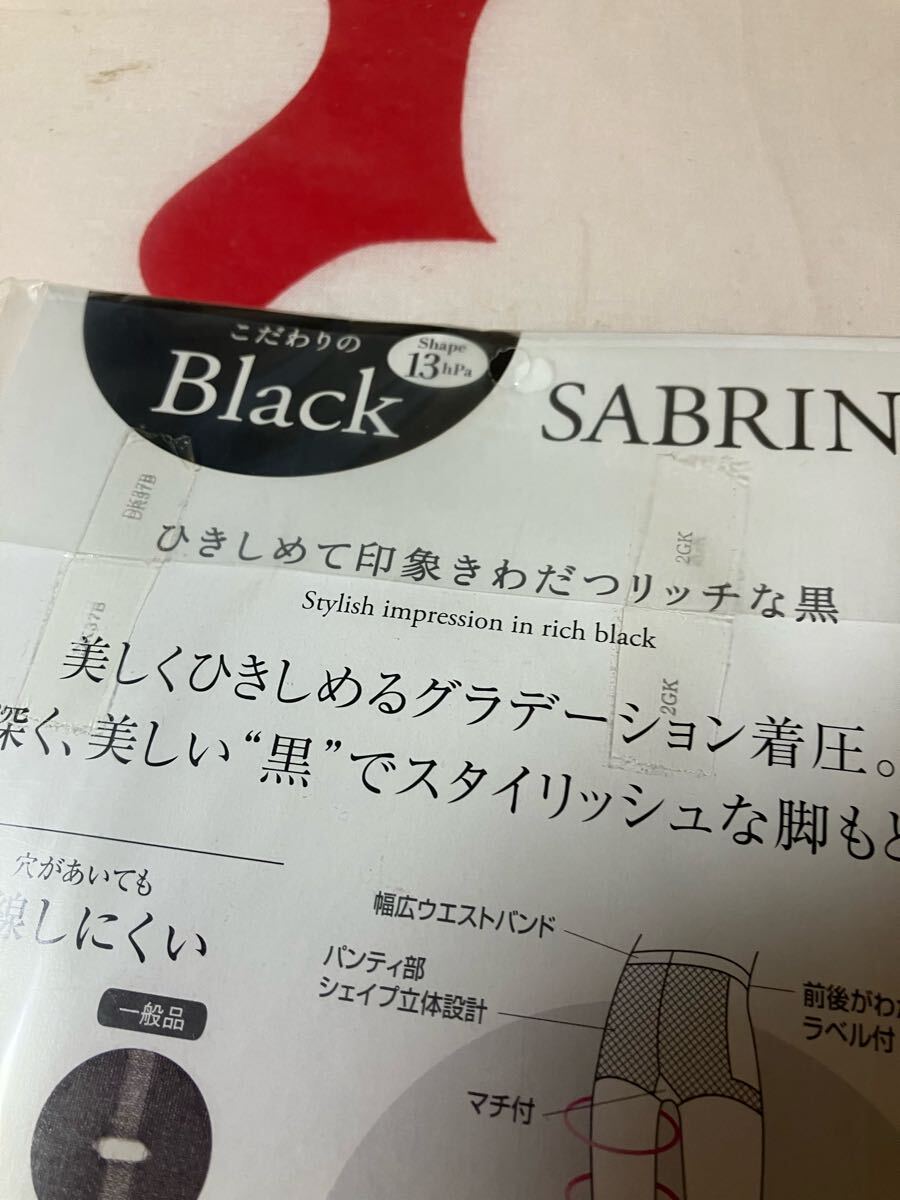 こだわりの
Black
Shape
13hPa
SABRIN
DK37B
2GK
ひきしめて印象きわだつリッチな黒
Stylish impression in rich black
37B
2GK
美しくひきしめるグラデーション着圧。
深く、美しい“黒”でスタイリッシュな脚もと
穴があいても
線しにくい
一般品
幅広ウエストバンド
パンティ部
シェイプ立体設計
前後がわか
ラベル付
マチ付